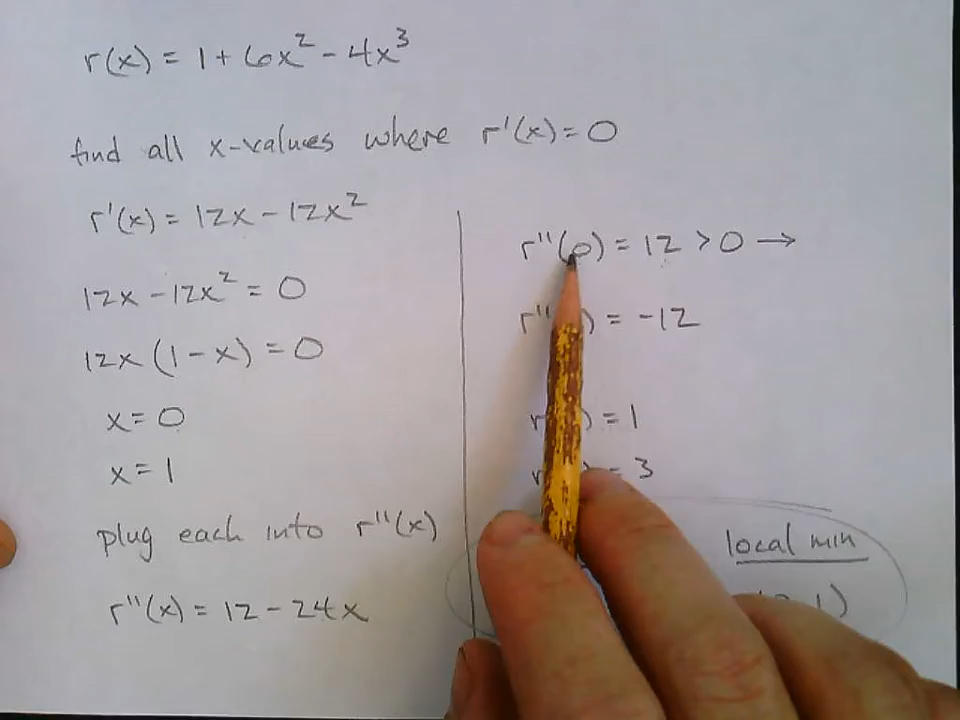 r(x) = 1 + 6x² - 4x³
find all x-values where r'(x) = 0
r'(x) = 12x - 12x²
12x - 12x² = 0
12x (1 - x) = 0
x = 0
x = 1
plug each into r''(x)
r''(x) = 12 - 24x
r''(0) = 12 > 0 →
r'' ) = -12
r ) = 1
r ) = 3
local min
1)